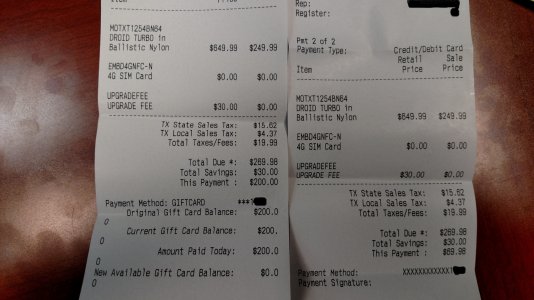 Item
MOTXT1254BN64
DROID TURBO in
Ballistic Nylon $649.99 $249.99
EMBD4GNFC-N
4G SIM Card $0.00 $0.00
UPGRADEFEE
UPGRADE FEE $30.00 $0.00
TX State Sales Tax: $15.62
TX Local Sales Tax: $4.37
Total Taxes/Fees: $19.99
Total Due *: $269.98
Total Savings: $30.00
This Payment : $200.00
Payment Method: GIFTCARD ***1
Original Gift Card Balance: $200.0
0
Current Gift Card Balance: $200.
0
Amount Paid Today: $200.0
0
New Available Gift Card Balance: $0.0
0
Rep:
Register:
Pmt 2 of 2
Payment Type: Credit/Debit Card
Retail Sale
Item Price Price
MOTXT1254BN64
DROID TURBO in
Ballistic Nylon $649.99 $249.99
EMBD4GNFC-N
4G SIM Card $0.00 $0.00
UPGRADEFEE
UPGRADE FEE $30.00 $0.00
TX State Sales Tax: $15.62
TX Local Sales Tax: $4.37
Total Taxes/Fees: $19.99
Total Due *: $269.98
Total Savings: $30.00
This Payment : $69.98
Payment Method: XXXXXXXXXXXX1
Payment Signature: